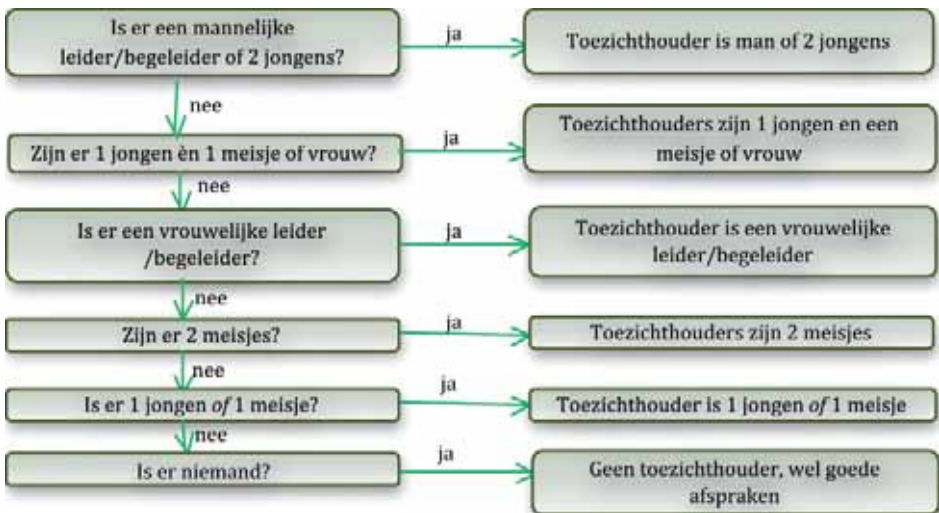 Is er een mannelijke
leider/begeleider of 2 jongens?
ja
Toezichthouder is man of 2 jongens
nee
Zijn er 1 jongen èn 1 meisje of vrouw?
ja
Toezichthouders zijn 1 jongen en een
meisje of vrouw
nee
Is er een vrouwelijke leider
/begeleider?
ja
Toezichthouder is een vrouwelijke
leider/begeleider
nee
Zijn er 2 meisjes?
ja
Toezichthouders zijn 2 meisjes
nee
Is er 1 jongen of 1 meisje?
ja
Toezichthouder is 1 jongen of 1 meisje
nee
Is er niemand?
ja
Geen toezichthouder, wel goede
afspraken